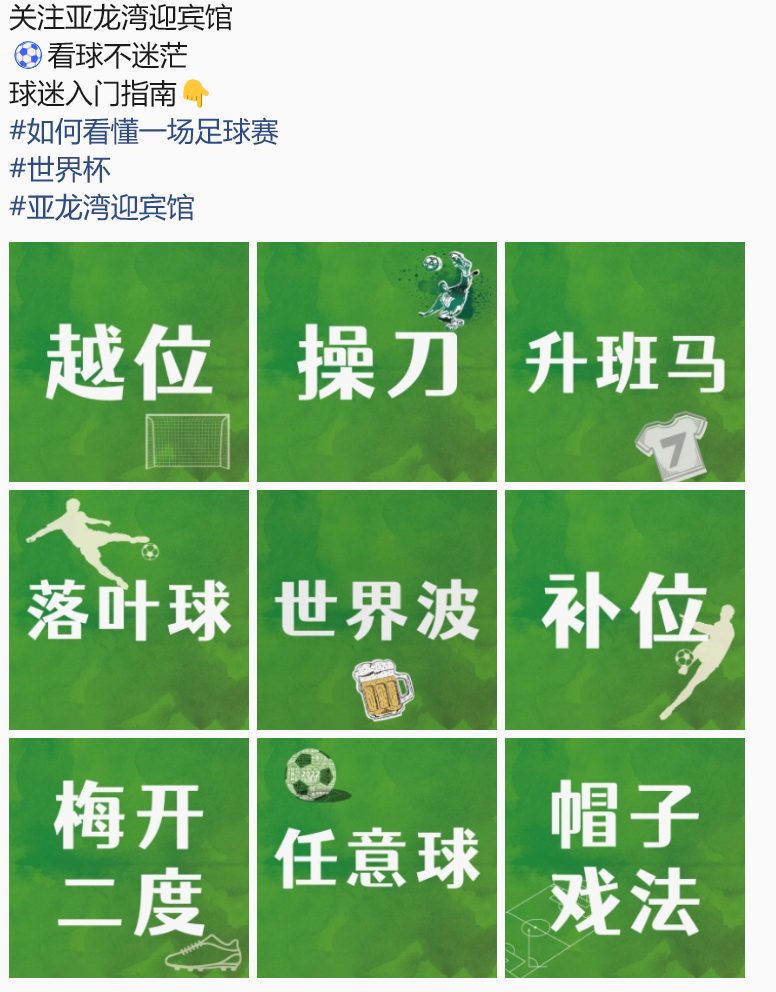 关注亚龙湾迎宾馆
⚽看球不迷茫
球迷入门指南👇
#如何看懂一场足球赛
#世界杯
#亚龙湾迎宾馆
越位
操刀
升班马
7
落叶球
世界波
补位
梅开
二度
2022
任意球
帽子
戏法